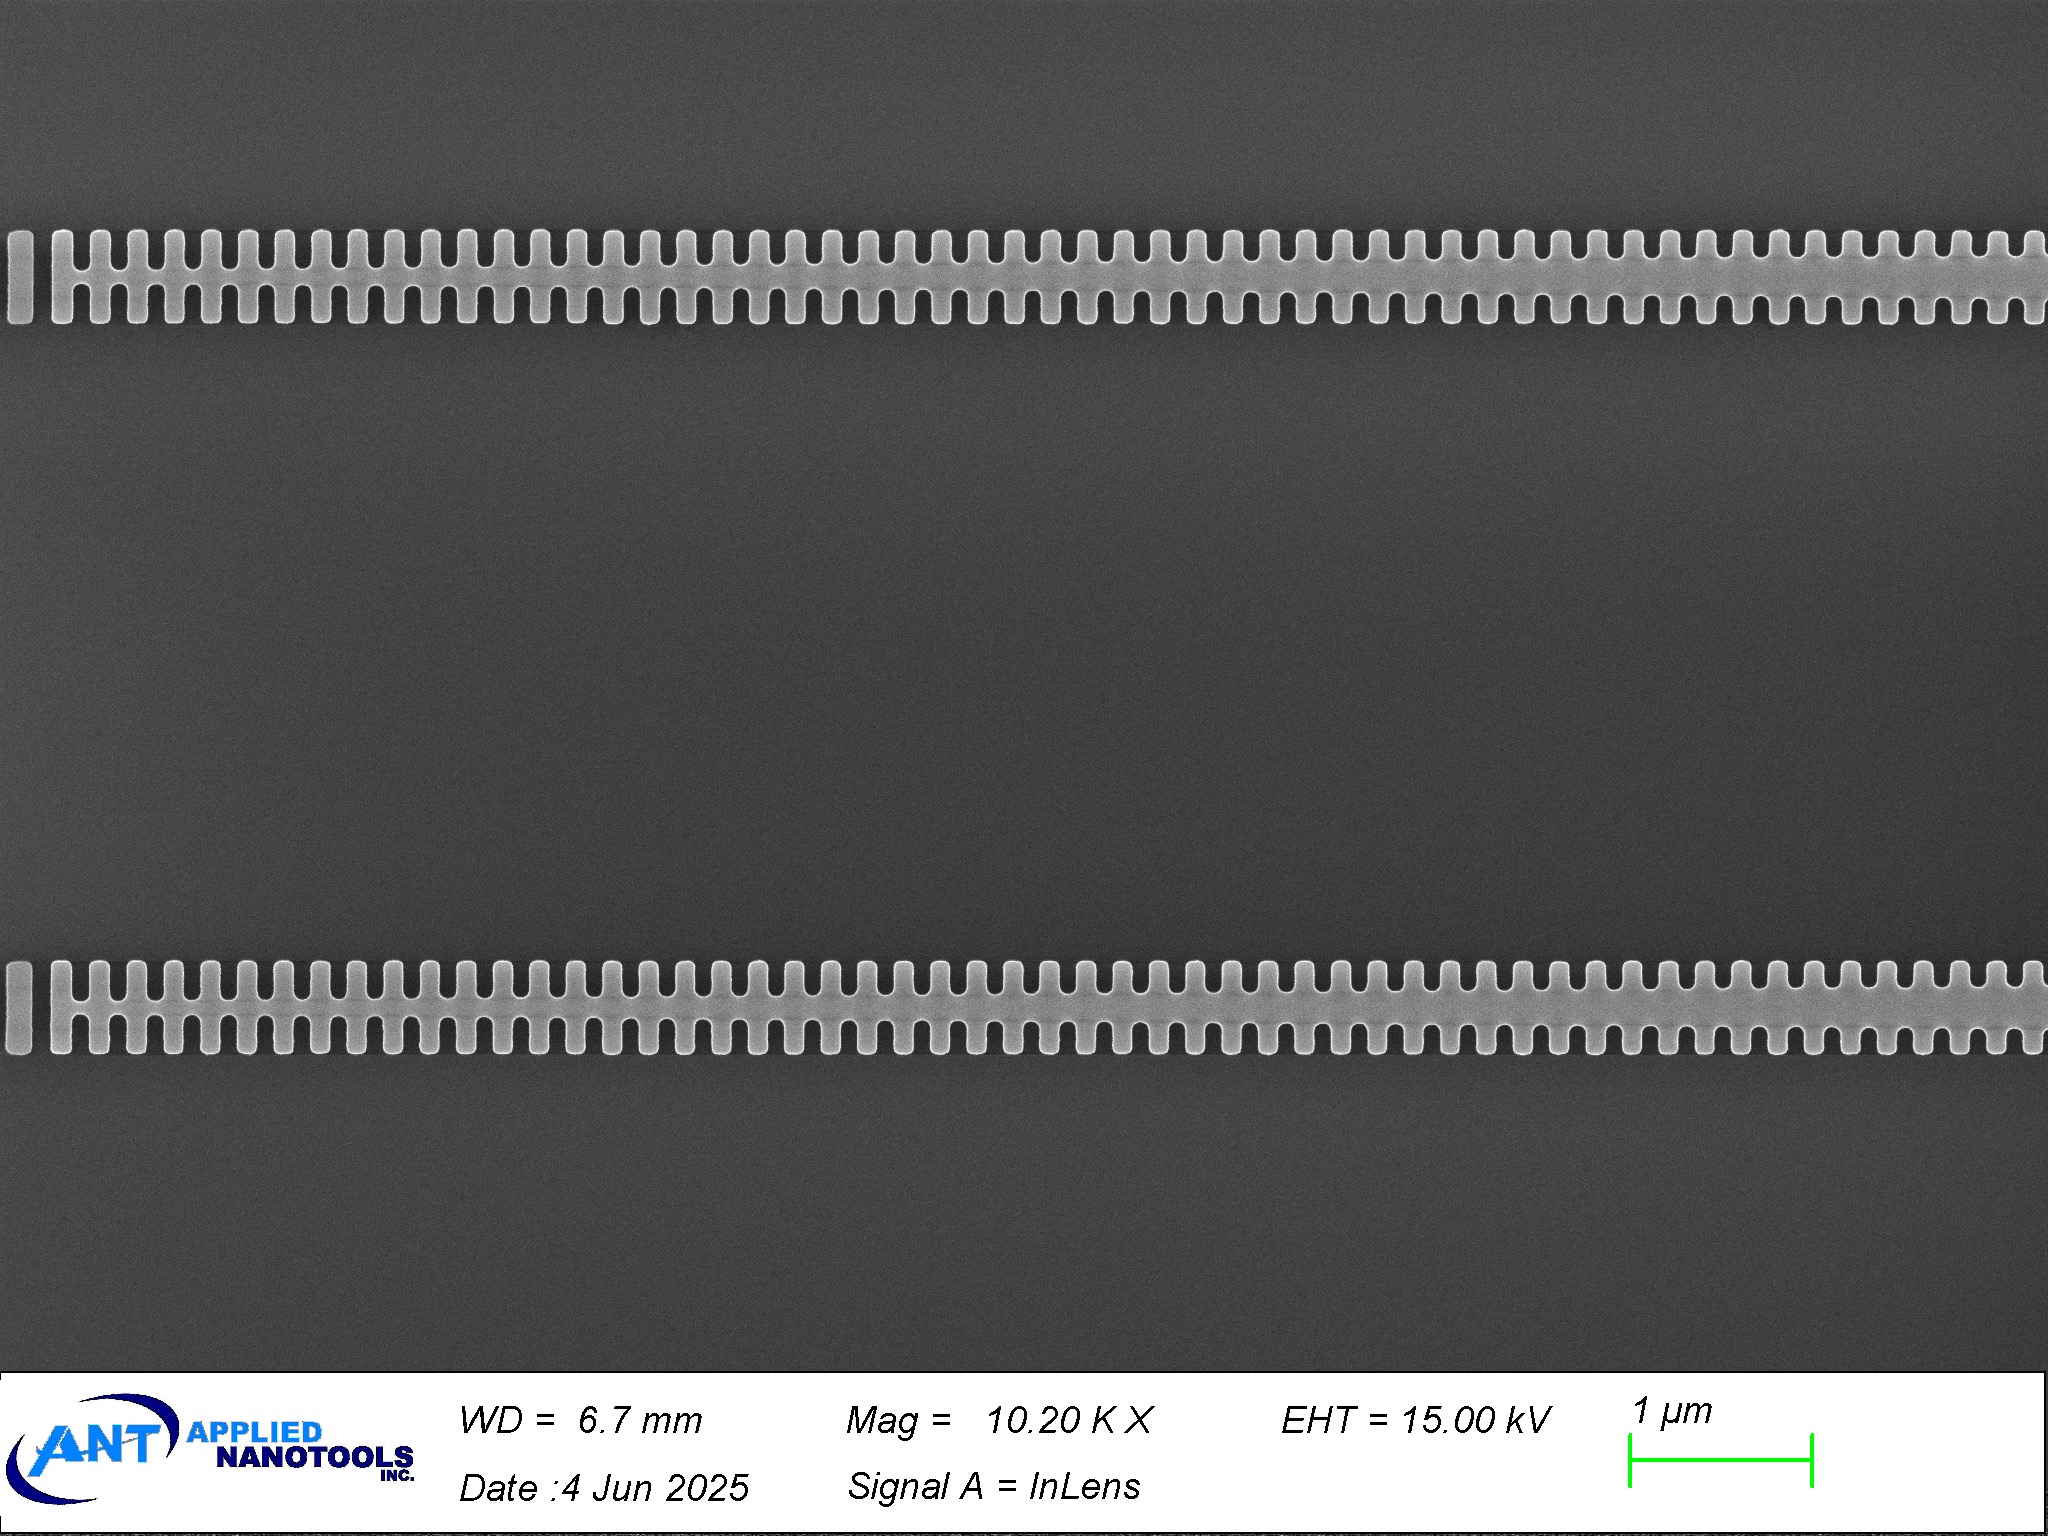 ANT APPLIED
NANOTOOLS
INC.
WD = 6.7 mm
Mag = 10.20 K X
EHT = 15.00 kV
1 µm
Date :4 Jun 2025
Signal A = InLens